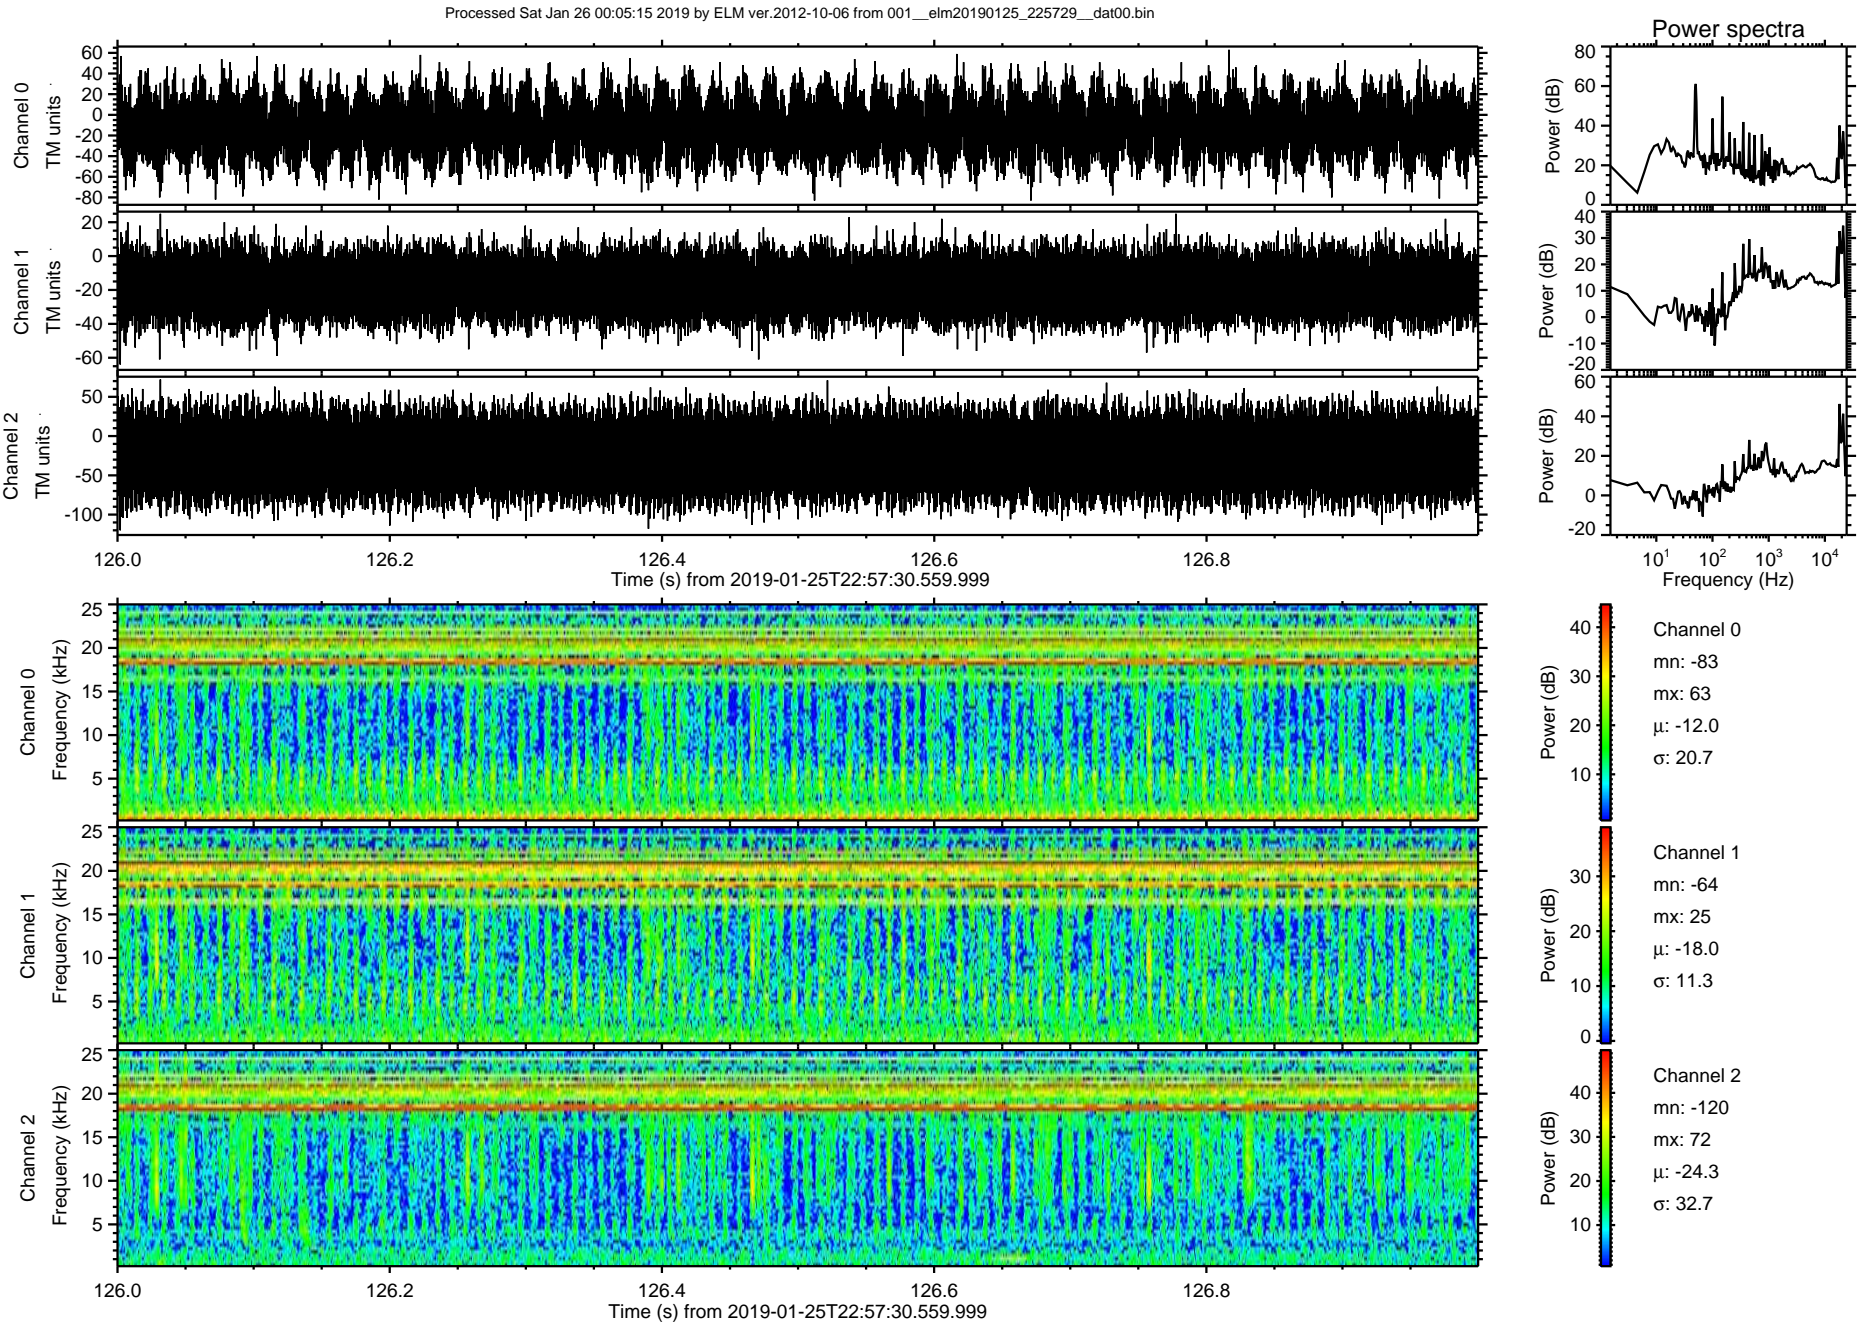 Processed Sat Jan 26 00:05:15 2019 by ELM ver.2012-10-06 from 001__elm20190125_225729__dat00.bin
Power spectra
Channel 0
TM units
60
40
20
0
-20
-40
-60
-80
Power (dB)
80
60
40
20
0
Channel 1
TM units
20
0
-20
-40
-60
Power (dB)
40
30
20
10
0
-10
-20
Channel 2
TM units
50
0
-50
-100
Power (dB)
60
40
20
0
-20
126.0 126.2 126.4 126.6 126.8
Time (s) from 2019-01-25T22:57:30.559.999
10^1 10^2 10^3 10^4
Frequency (Hz)
Channel 0
Frequency (kHz)
25
20
15
10
5
Power (dB)
40
30
20
10
Channel 0
mn: -83
mx: 63
μ: -12.0
σ: 20.7
Channel 1
Frequency (kHz)
25
20
15
10
5
Power (dB)
30
20
10
0
Channel 1
mn: -64
mx: 25
μ: -18.0
σ: 11.3
Channel 2
Frequency (kHz)
25
20
15
10
5
Power (dB)
40
30
20
10
Channel 2
mn: -120
mx: 72
μ: -24.3
σ: 32.7
126.0 126.2 126.4 126.6 126.8
Time (s) from 2019-01-25T22:57:30.559.999